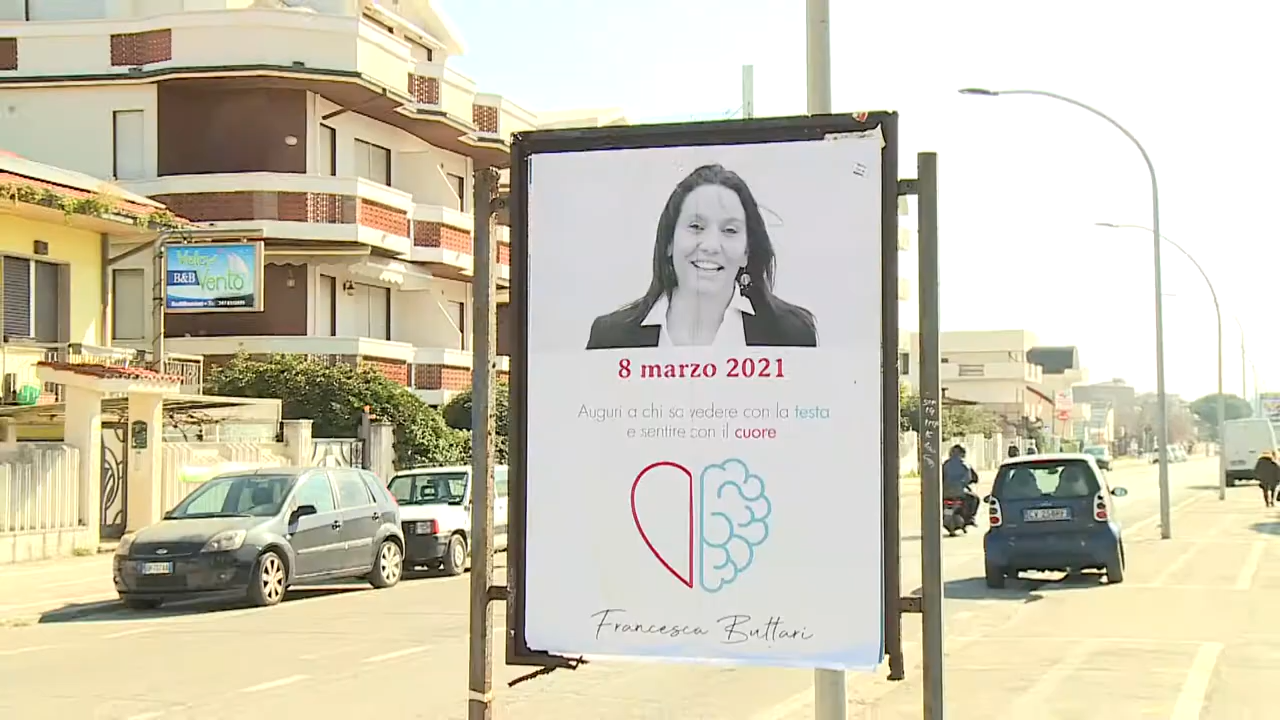 Vento
B&B
8 marzo 2021
Auguri a chi sa vedere con la testa
e sentire con il cuore
Francesca Buttari